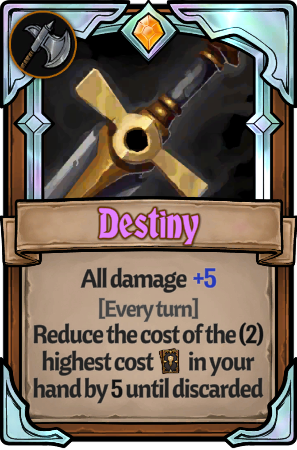 Destiny
All damage +5
[Every turn]
Reduce the cost of the (2)
highest cost in your
hand by 5 until discarded